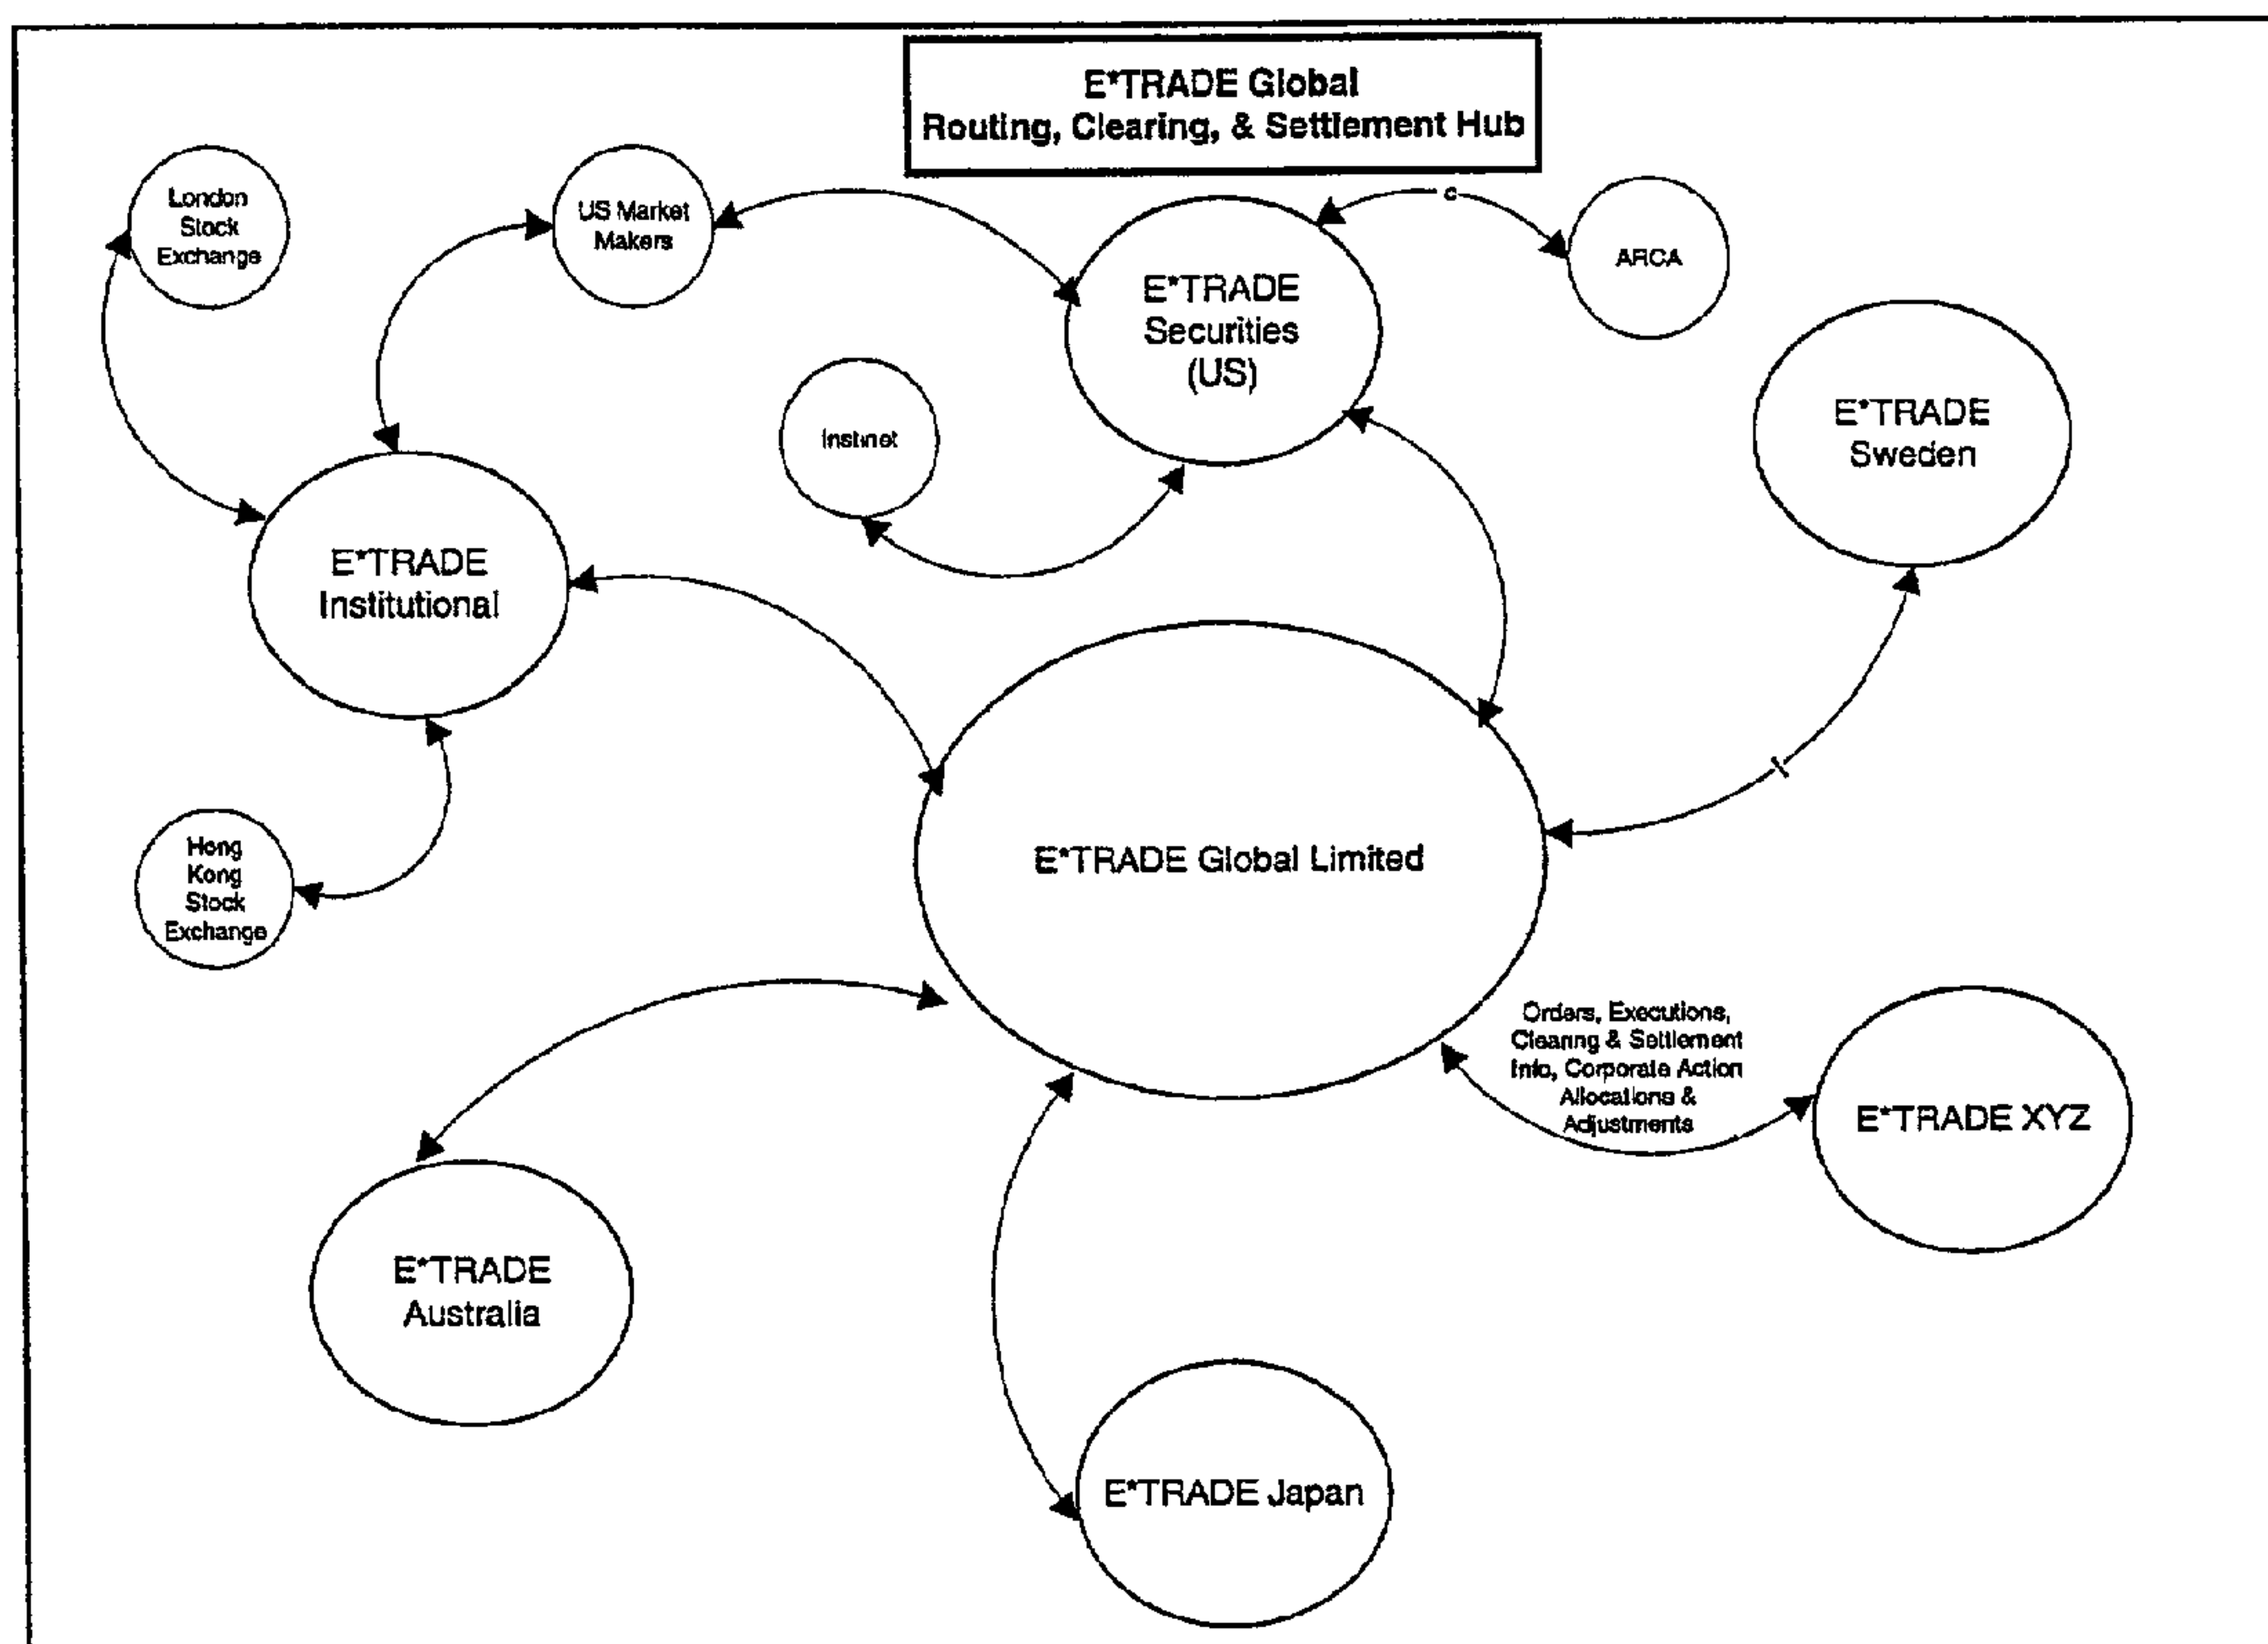 E*TRADE Global
Routing, Clearing, & Settlement Hub
London
Stock
Exchange
US Market
Makers
E*TRADE
Securities
(US)
c
ARCA
E*TRADE
Sweden
Instinet
E*TRADE
Institutional
E*TRADE Global Limited
Hong
Kong
Stock
Exchange
Orders, Executions,
Clearing & Settlement
Info, Corporate Action
Allocations &
Adjustments
E*TRADE XYZ
E*TRADE
Australia
E*TRADE Japan